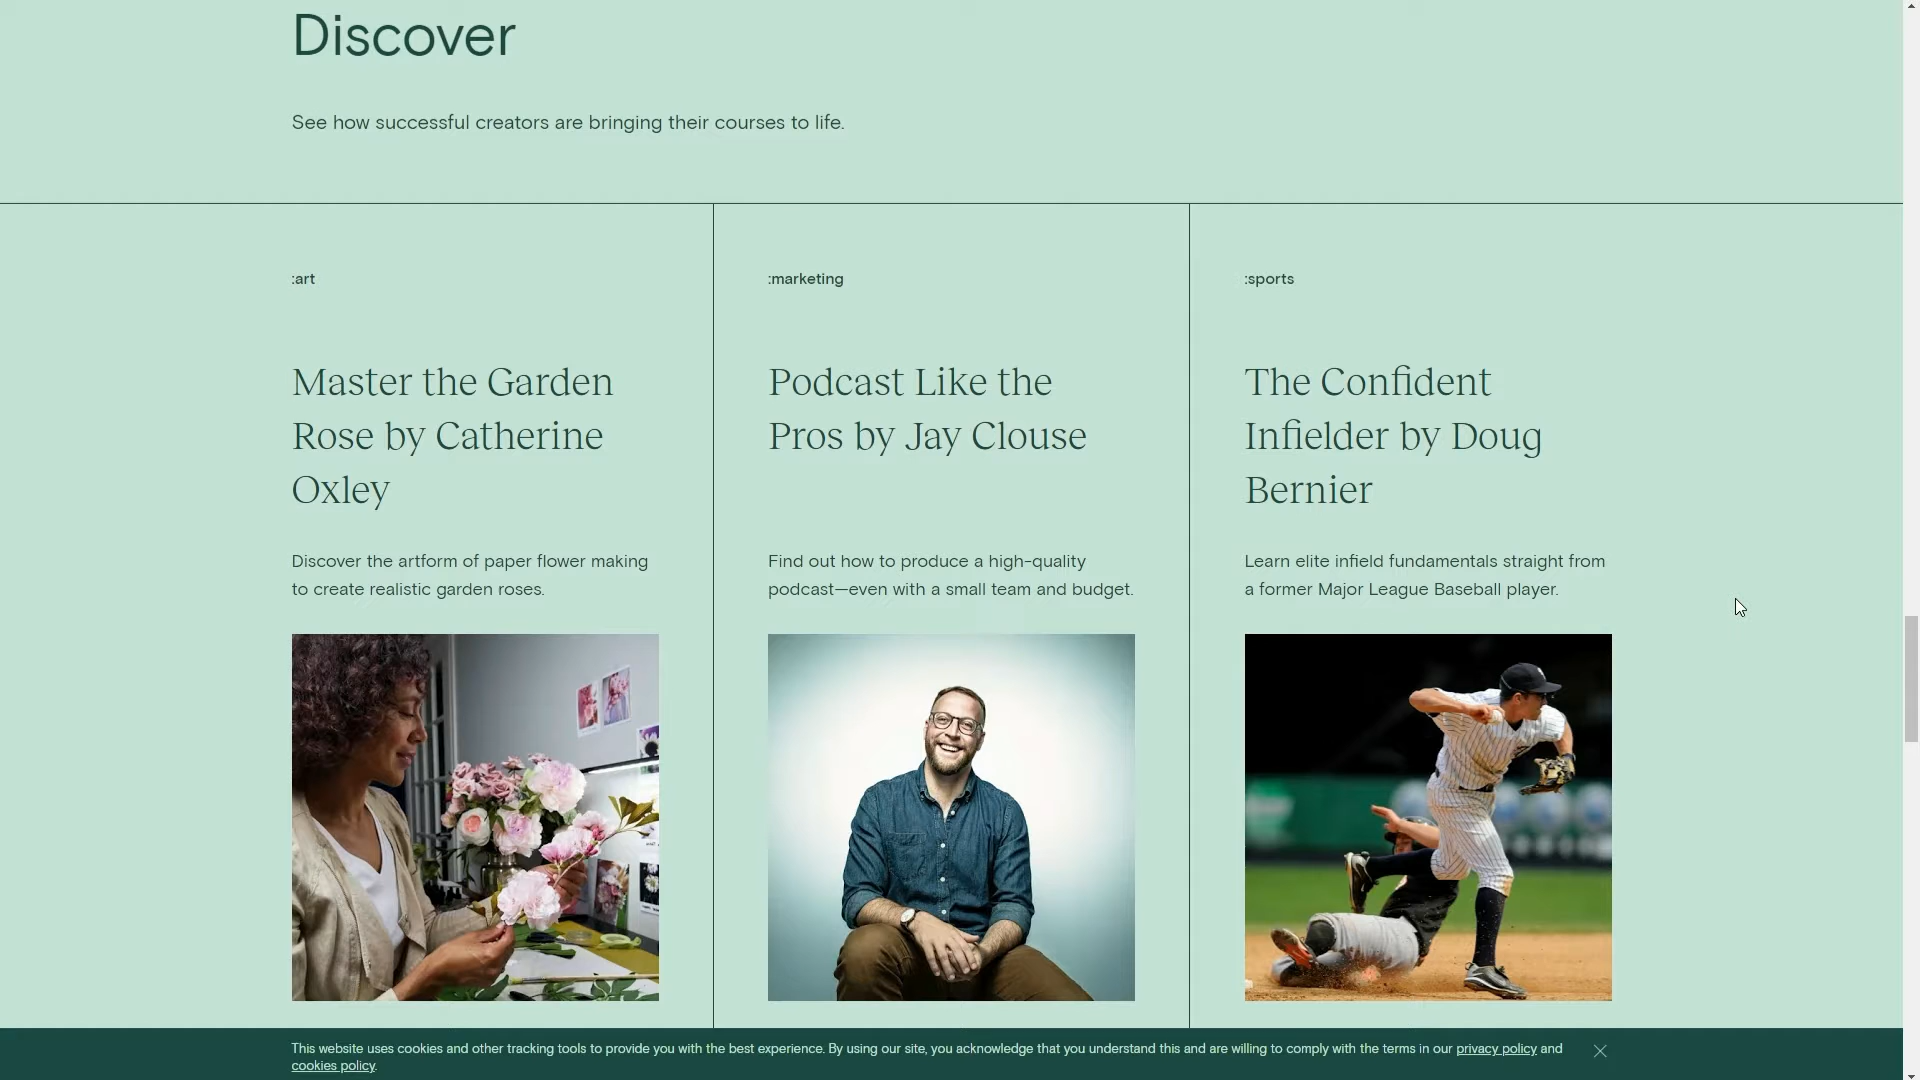 Discover
See how successful creators are bringing their courses to life.
:art
Master the Garden
Rose by Catherine
Oxley
Discover the artform of paper flower making
to create realistic garden roses.
:marketing
Podcast Like the
Pros by Jay Clouse
Find out how to produce a high-quality
podcast—even with a small team and budget.
:sports
The Confident
Infielder by Doug
Bernier
Learn elite infield fundamentals straight from
a former Major League Baseball player.
This website uses cookies and other tracking tools to provide you with the best experience. By using our site, you acknowledge that you understand this and are willing to comply with the terms in our privacy policy and
cookies policy.